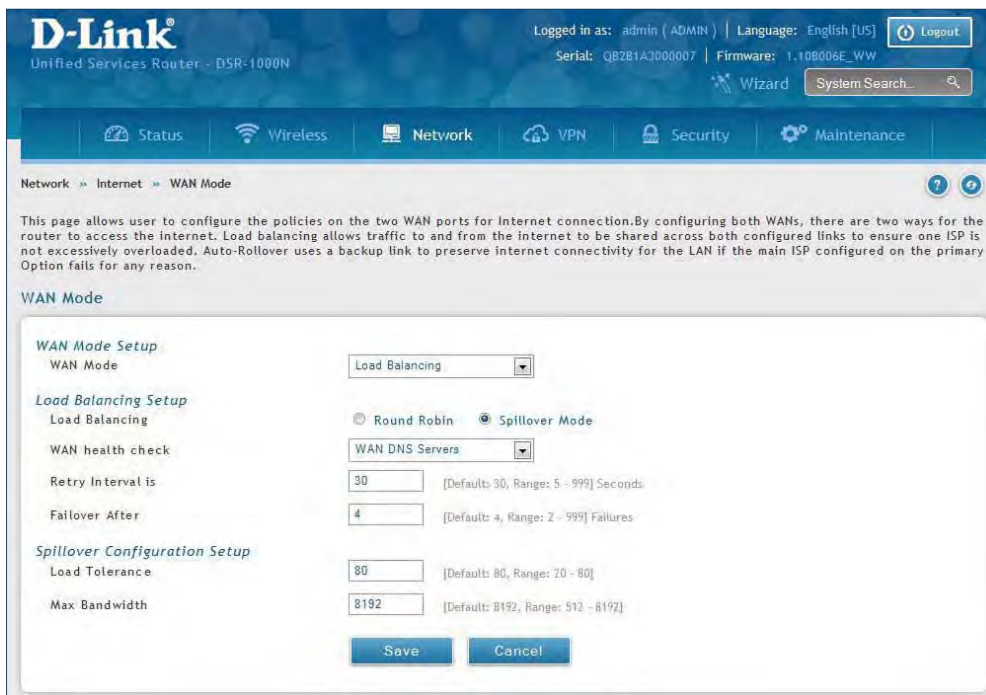 D-Link®
Unified Services Router - DSR-1000N
Logged in as: admin ( ADMIN ) | Language: English [US]
Logout
Serial: QB2B1A3000007 | Firmware: 1.10B006E_WW
Wizard
System Search...
Status
Wireless
Network
VPN
Security
Maintenance
Network » Internet » WAN Mode
This page allows user to configure the policies on the two WAN ports for Internet connection.By configuring both WANs, there are two ways for the
router to access the internet. Load balancing allows traffic to and from the internet to be shared across both configured links to ensure one ISP is
not excessively overloaded, Auto-Rollover uses a backup link to preserve internet connectivity for the LAN if the main ISP configured on the primary
Option fails for any reason.
WAN Mode
WAN Mode Setup
WAN Mode Load Balancing
Load Balancing Setup
Load Balancing Round Robin Spillover Mode
WAN health check WAN DNS Servers
Retry Interval is 30 [Default: 30, Range: 5 - 999] Seconds
Failover After 4 [Default: 4, Range: 2 - 999] Failures
Spillover Configuration Setup
Load Tolerance 80 [Default: 80, Range: 20 - 80]
Max Bandwidth 8192 [Default: 8192, Range: 512 - 8192]
Save Cancel